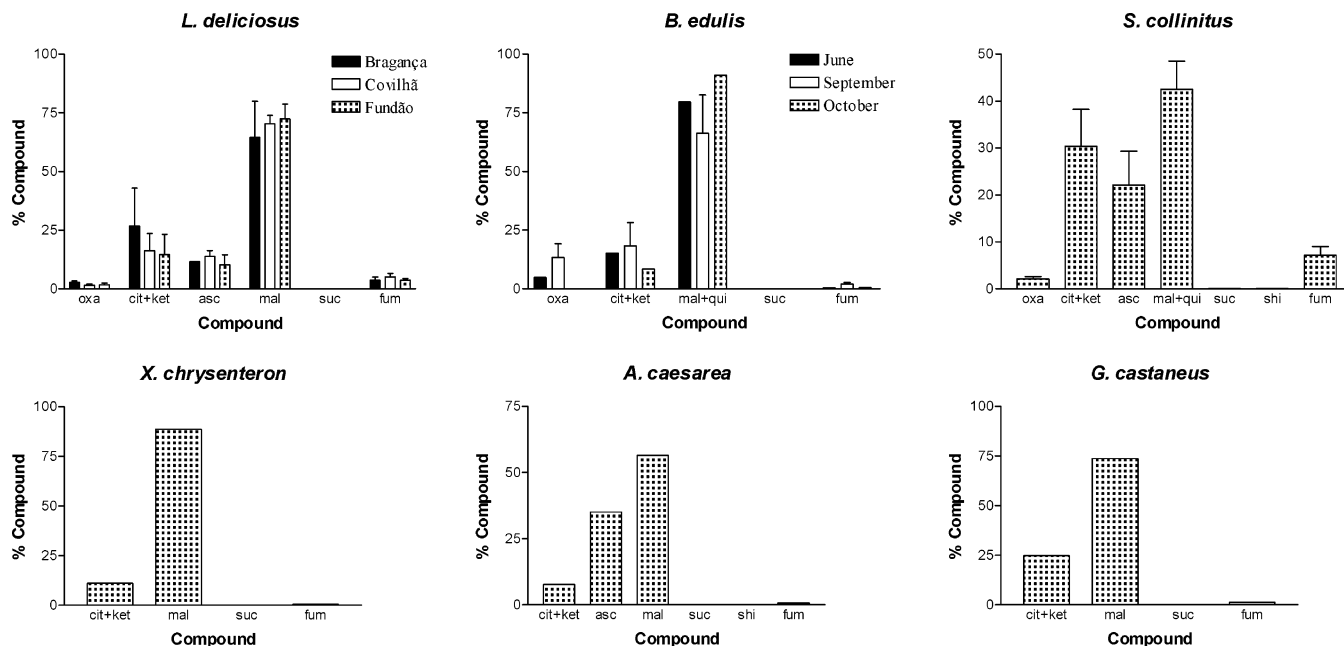 L. deliciosus
% Compound
100
75
50
25
0
Bragança
Covilhã
Fundão
oxa cit+ket asc mal suc fum
Compound
B. edulis
% Compound
100
75
50
25
0
June
September
October
oxa cit+ket mal+qui suc fum
Compound
S. collinitus
% Compound
50
40
30
20
10
0
oxa cit+ket asc mal+qui suc shi fum
Compound
X. chrysenteron
% Compound
100
75
50
25
0
cit+ket mal suc fum
Compound
A. caesarea
% Compound
75
50
25
0
cit+ket asc mal suc shi fum
Compound
G. castaneus
% Compound
100
75
50
25
0
cit+ket mal suc fum
Compound